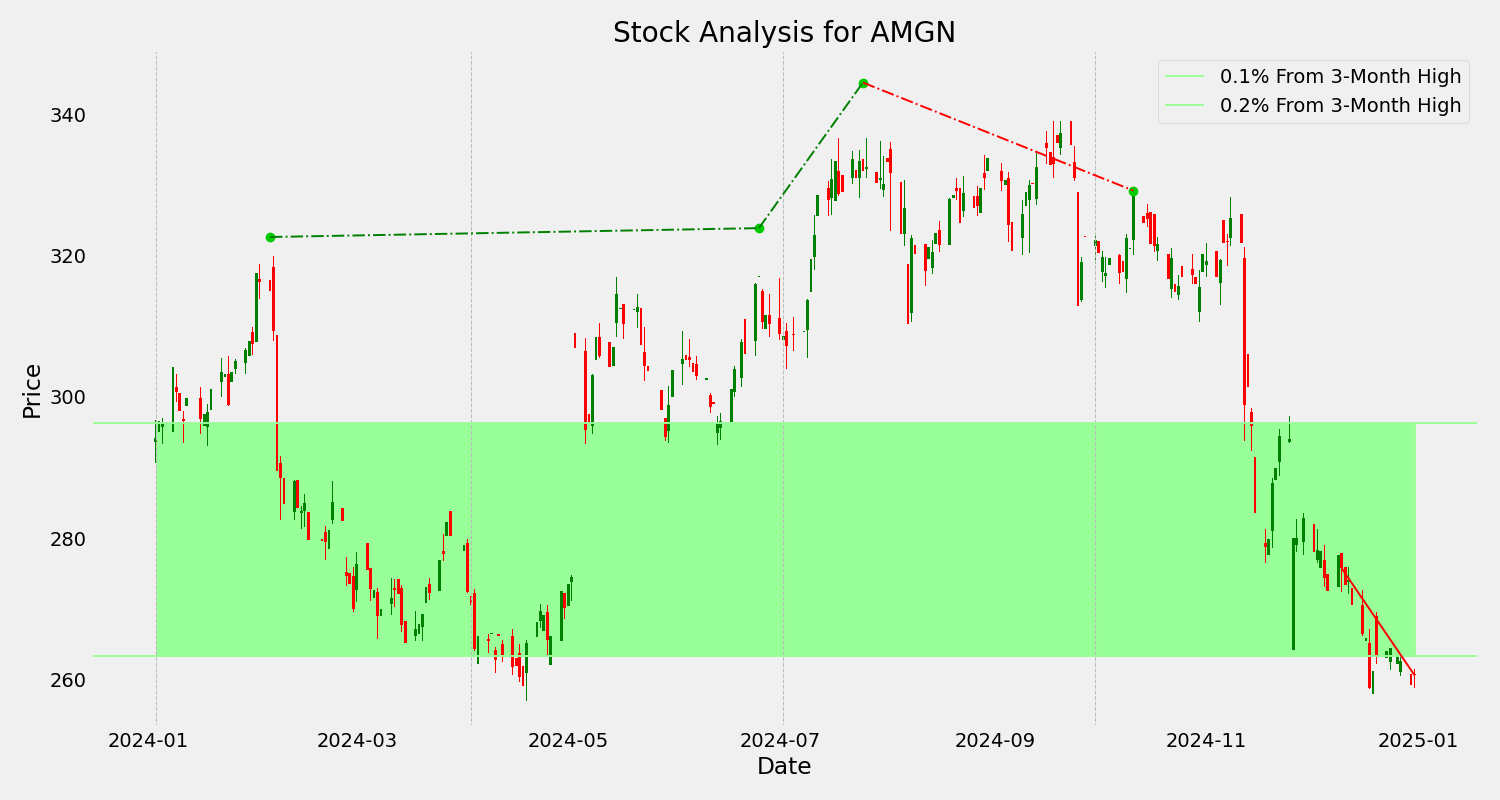 Stock Analysis for AMGN
0.1% From 3-Month High
0.2% From 3-Month High
340
320
300
280
260
Price
2024-01
2024-03
2024-05
2024-07
2024-09
2024-11
2025-01
Date